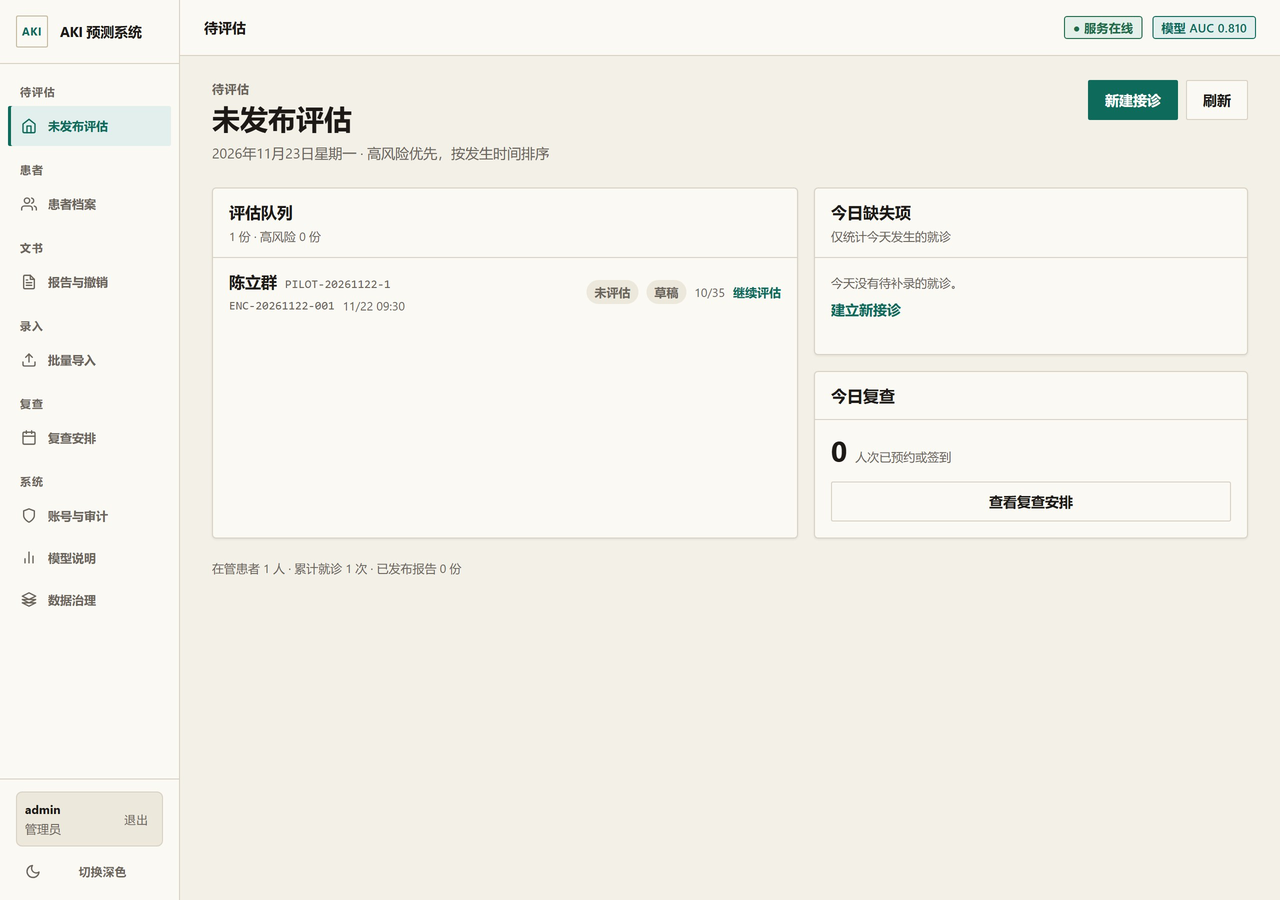 AKI
AKI 预测系统
待评估
未发布评估
患者
患者档案
文书
报告与撤销
录入
批量导入
复查
复查安排
系统
账号与审计
模型说明
数据治理
admin
管理员
退出
切换深色
待评估
● 服务在线
模型 AUC 0.810
待评估
未发布评估
2026年11月23日星期一 · 高风险优先，按发生时间排序
新建接诊
刷新
评估队列
1 份 · 高风险 0 份
陈立群 PILOT-20261122-1
ENC-20261122-001 11/22 09:30
未评估 草稿 10/35 继续评估
今日缺失项
仅统计今天发生的就诊
今天没有待补录的就诊。
建立新接诊
今日复查
0 人次已预约或签到
查看复查安排
在管患者 1 人 · 累计就诊 1 次 · 已发布报告 0 份